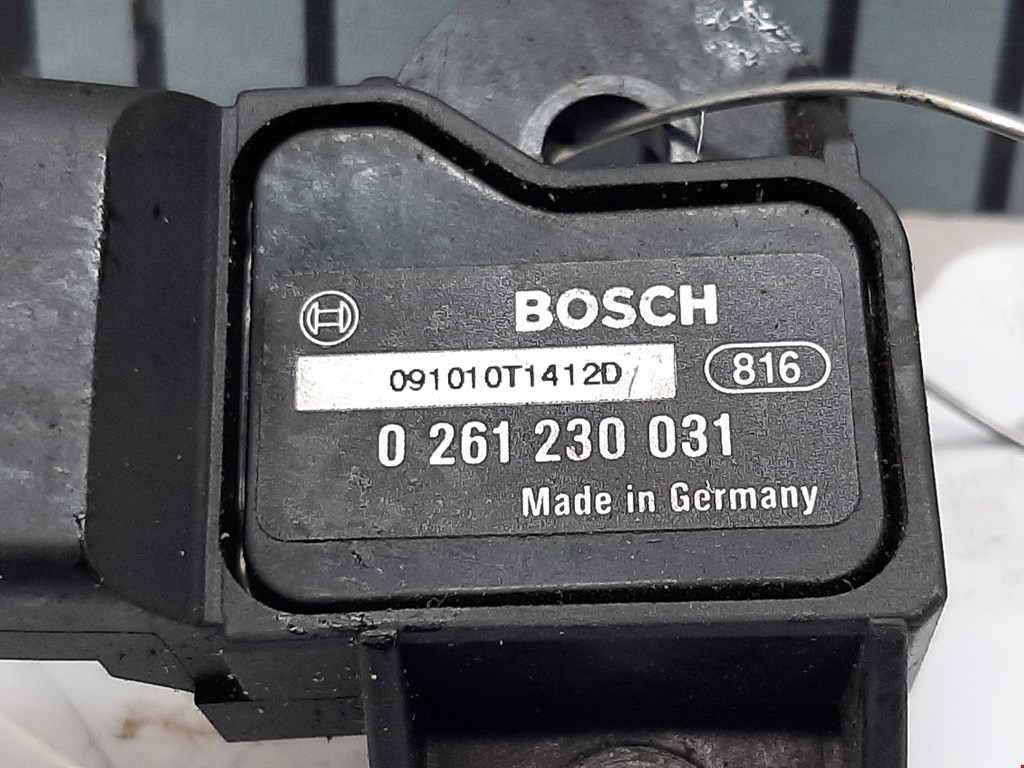 BOSCH
091010T1412D
816
0 261 230 031
Made in Germany